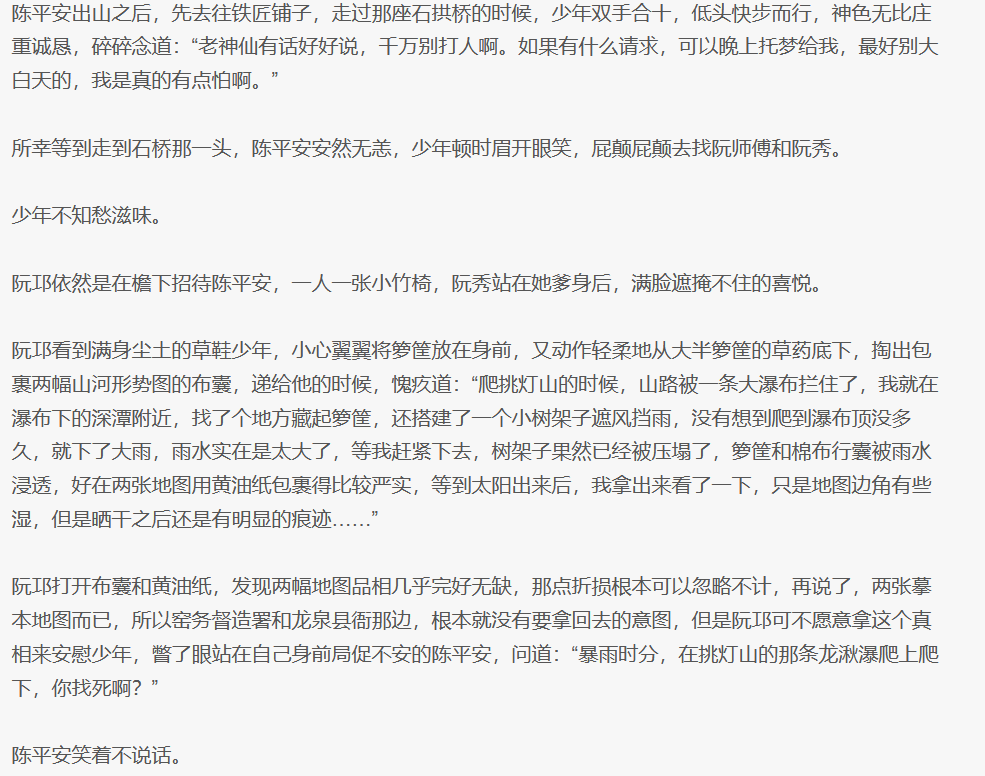 陈平安出山之后，先去往铁匠铺子，走过那座石拱桥的时候，少年双手合十，低头快步而行，神色无比庄
重诚恳，碎碎念道：“老神仙有话好好说，千万别打人啊。如果有什么请求，可以晚上托梦给我，最好别大
白天的，我是真的有点怕啊。”
所幸等到走到石桥那一头，陈平安安然无恙，少年顿时眉开眼笑，屁颠屁颠去找阮师傅和阮秀。
少年不知愁滋味。
阮邛依然是在檐下招待陈平安，一人一张小竹椅，阮秀站在她爹身后，满脸遮掩不住的喜悦。
阮邛看到满身尘土的草鞋少年，小心翼翼将箩筐放在身前，又动作轻柔地从大半箩筐的草药底下，掏出包
裹两幅山河形势图的布囊，递给他的时候，愧疚道：“爬挑灯山的时候，山路被一条大瀑布拦住了，我就在
瀑布下的深潭附近，找了个地方藏起箩筐，还搭建了一个小树架子遮风挡雨，没有想到爬到瀑布顶没多
久，就下了大雨，雨水实在是太大了，等我赶紧下去，树架子果然已经被压塌了，箩筐和棉布行囊被雨水
浸透，好在两张地图用黄油纸包裹得比较严实，等到太阳出来后，我拿出来看了一下，只是地图边角有些
湿，但是晒干之后还是有明显的痕迹……”
阮邛打开布囊和黄油纸，发现两幅地图品相几乎完好无缺，那点折损根本可以忽略不计，再说了，两张摹
本地图而已，所以窑务督造署和龙泉县衙那边，根本就没有要拿回去的意图，但是阮邛可不愿意拿这个真
相来安慰少年，瞥了眼站在自己身前局促不安的陈平安，问道：“暴雨时分，在挑灯山的那条龙湫瀑爬上爬
下，你找死啊？”
陈平安笑着不说话。